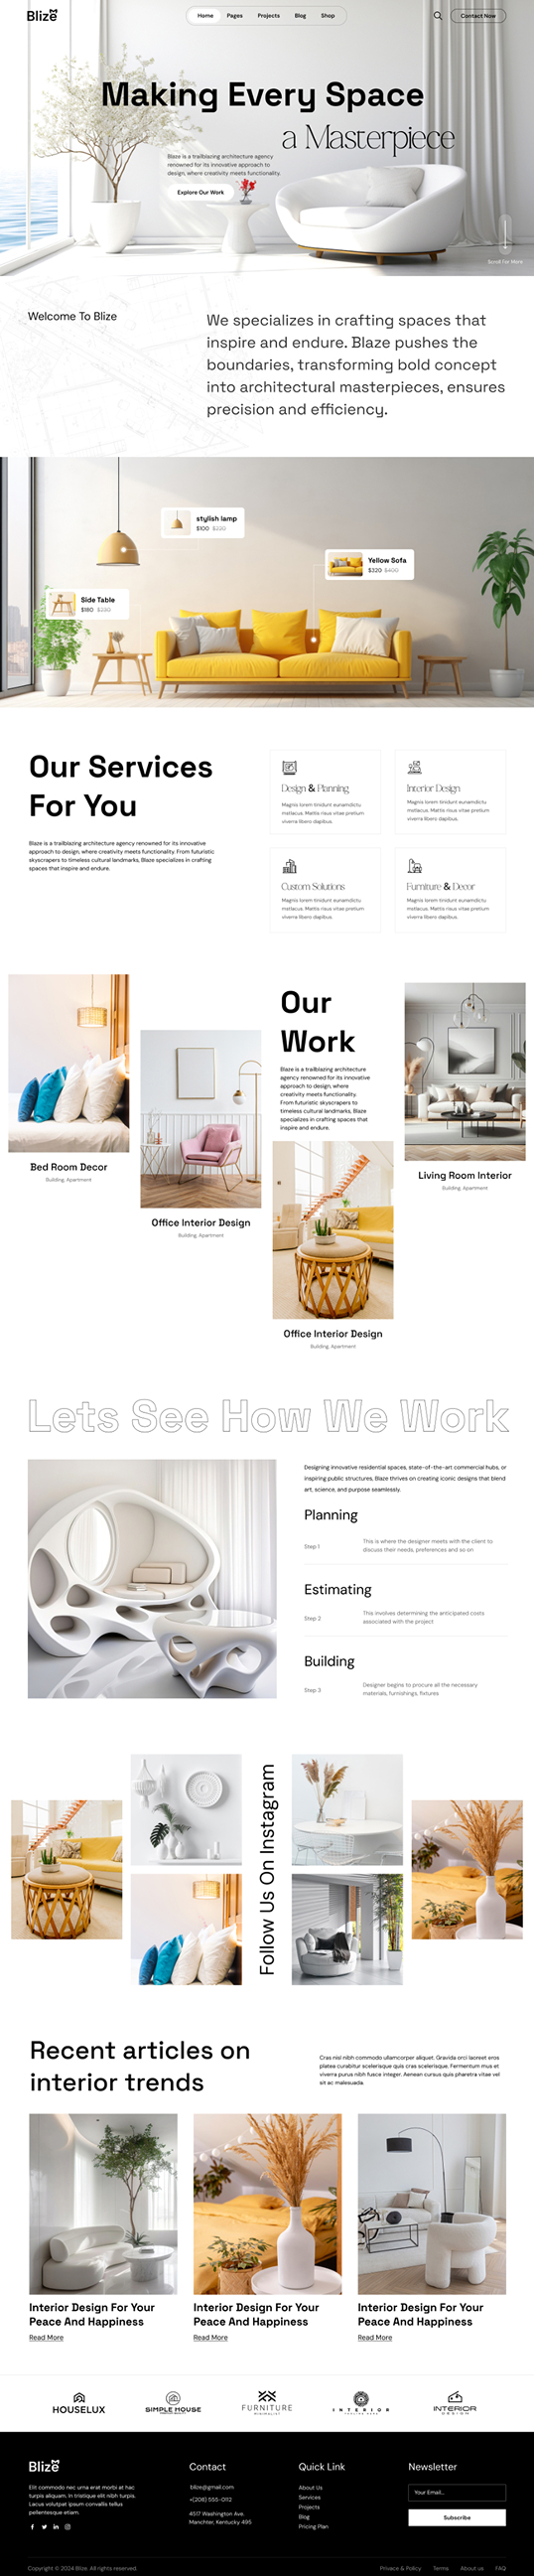 Blize
Home Pages Projects Blog Shop
Contact Now
Making Every Space
a Masterpiece
Blaze is a trailblazing architecture agency
renowned for its innovative approach to
design, where creativity meets functionality.
Explore Our Work
Scroll For More
Welcome To Blize
We specializes in crafting spaces that
inspire and endure. Blaze pushes the
boundaries, transforming bold concept
into architectural masterpieces, ensures
precision and efficiency.
stylish lamp
$100 $220
Yellow Sofa
$320 $400
Side Table
$180 $230
Our Services
For You
Blaze is a trailblazing architecture agency renowned for its innovative
approach to design, where creativity meets functionality. From futuristic
skyscrapers to timeless cultural landmarks, Blaze specializes in crafting
spaces that inspire and endure.
Design & Planning
Magnis lorem tindunt eunamdictu
mattacus. Mattis risus vitae pretium
viverra libero dapibus.
Interior Design
Magnis lorem tindunt eunamdictu
mattacus. Mattis risus vitae pretium
viverra libero dapibus.
Custom Solutions
Magnis lorem tindunt eunamdictu
mattacus. Mattis risus vitae pretium
viverra libero dapibus.
Furniture & Decor
Magnis lorem tindunt eunamdictu
mattacus. Mattis risus vitae pretium
viverra libero dapibus.
Our
Work
Blaze is a trailblazing architecture
agency renowned for its innovative
approach to design, where
creativity meets functionality.
From futuristic skyscrapers to
timeless cultural landmarks, Blaze
specializes in crafting spaces that
inspire and endure.
Bed Room Decor
Building, Apartment
Office Interior Design
Building, Apartment
Office Interior Design
Building, Apartment
Living Room Interior
Building, Apartment
Lets See How We Work
Designing innovative residential spaces, state-of-the-art commercial hubs, or
inspiring public structures, Blaze thrives on creating iconic designs that blend
art, science, and purpose seamlessly.
Planning
Step 1
This is where the designer meets with the client to
discuss their needs, preferences and so on
Estimating
Step 2
This involves determining the anticipated costs
associated with the project
Building
Step 3
Designer begins to procure all the necessary
materials, furnishings, fixtures
Follow Us On Instagram
Recent articles on
interior trends
Cras nisl nibh commodo ullamcorper aliquet. Gravida orci laoreet eros
platea curabitur scelerisque quis cras scelerisque. Fermentum mus et
viverra purus nibh fusce integer. Aenean cursus quis pharetra vitae vel
sit ac malesuada.
Interior Design For Your
Peace And Happiness
Read More
Interior Design For Your
Peace And Happiness
Read More
Interior Design For Your
Peace And Happiness
Read More
HOUSELUX
SIMPLE HOUSE
FURNITURE
MINIMALIST
INTERIOR
INTERIOR
DESIGN
Blize
Elit commodo nec urna erat morbi at hac
turpis aliquam. In tristique elit nibh turpis.
Lacus volutpat ipsum convallis tellus
pellentesque etiam.
Contact
blize@gmail.com
+(208) 555-0112
4517 Washington Ave.
Manchter, Kentucky 495
Quick Link
About Us
Services
Projects
Blog
Pricing Plan
Newsletter
Your Email...
Subscribe
Copyright © 2024 Blize. All rights reserved.
Privace & Policy Terms About us FAQ